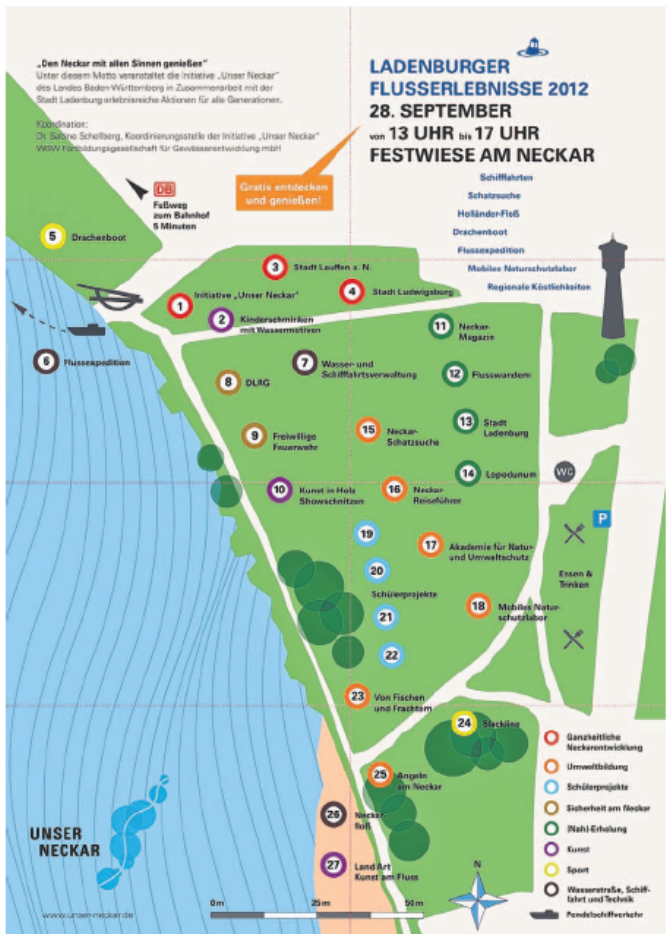 „Den Neckar mit allen Sinnen genießen"
Unter diesem Motto veranstaltet die Initiative „Unser Neckar"
des Landes Baden-Württemberg in Zusammenarbeit mit der
Stadt Ladenburg erlebnisreiche Aktionen für alle Generationen.
Koordination:
Dr. Sabine Schellberg, Koordinierungsstelle der Initiative „Unser Neckar"
WBW Fortbildungsgesellschaft für Gewässerentwicklung mbH
LADENBURGER
FLUSSERLEBNISSE 2012
28. SEPTEMBER
von 13 UHR bis 17 UHR
FESTWIESE AM NECKAR
Gratis entdecken
und genießen!
Schifffahrten
Schatzsuche
Holländer-Floß
Drachenboot
Flussexpedition
Mobiles Naturschutzlabor
Regionale Köstlichkeiten
DB
Fußweg
zum Bahnhof
5 Minuten
5 Drachenboot
3 Stadt Lauffen a. N.
4 Stadt Ludwigsburg
1 Initiative „Unser Neckar"
2 Kinderschminken
mit Wassermotiven
11 Neckar-
Magazin
6 Flussexpedition
7 Wasser- und
Schifffahrtsverwaltung
12 Flusswandern
8 DLRG
13 Stadt
Ladenburg
9 Freiwillige
Feuerwehr
15 Neckar-
Schatzsuche
14 Lopodunum
WC
10 Kunst in Holz
Showschnitzen
16 Neckar-
Reiseführer
P
19
17 Akademie für Natur-
und Umweltschutz
20
Essen &
Trinken
Schülerprojekte
21
18 Mobiles Natur-
schutzlabor
22
23 Von Fischen
und Frachtern
24 Slackline
25 Angeln
am Neckar
26 Neckar-
floß
27 Land Art
Kunst am Fluss
Ganzheitliche
Neckarentwicklung
Umweltbildung
Schülerprojekte
Sicherheit am Neckar
(Nah)-Erholung
Kunst
Sport
Wasserstraße, Schiff-
fahrt und Technik
Pendelschiffverkehr
UNSER
NECKAR
www.unser-neckar.de
0 m 25 m 50 m
N